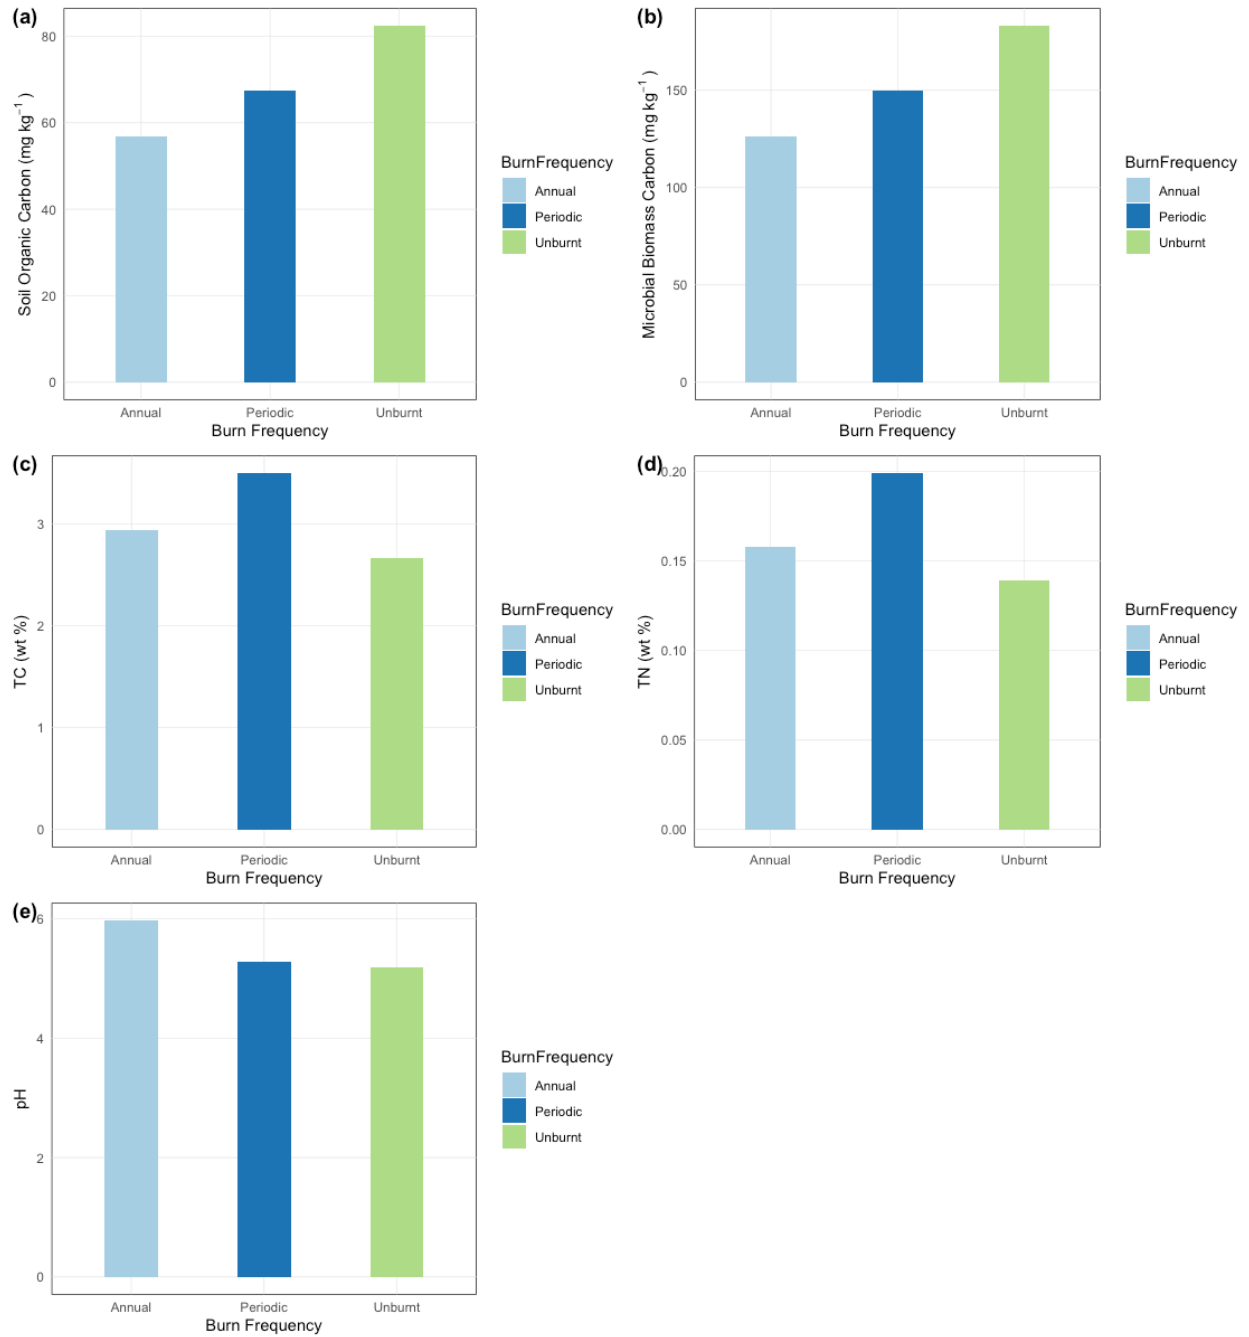 (a)
Soil Organic Carbon (mg kg⁻¹ )
80
60
40
20
0
Annual Periodic Unburnt
Burn Frequency
BurnFrequency
Annual
Periodic
Unburnt
(b)
Microbial Biomass Carbon (mg kg⁻¹ )
150
100
50
0
Annual Periodic Unburnt
Burn Frequency
BurnFrequency
Annual
Periodic
Unburnt
(c)
TC (wt %)
3
2
1
0
Annual Periodic Unburnt
Burn Frequency
BurnFrequency
Annual
Periodic
Unburnt
(d)
TN (wt %)
0.20
0.15
0.10
0.05
0.00
Annual Periodic Unburnt
Burn Frequency
BurnFrequency
Annual
Periodic
Unburnt
(e)
pH
6
4
2
0
Annual Periodic Unburnt
Burn Frequency
BurnFrequency
Annual
Periodic
Unburnt